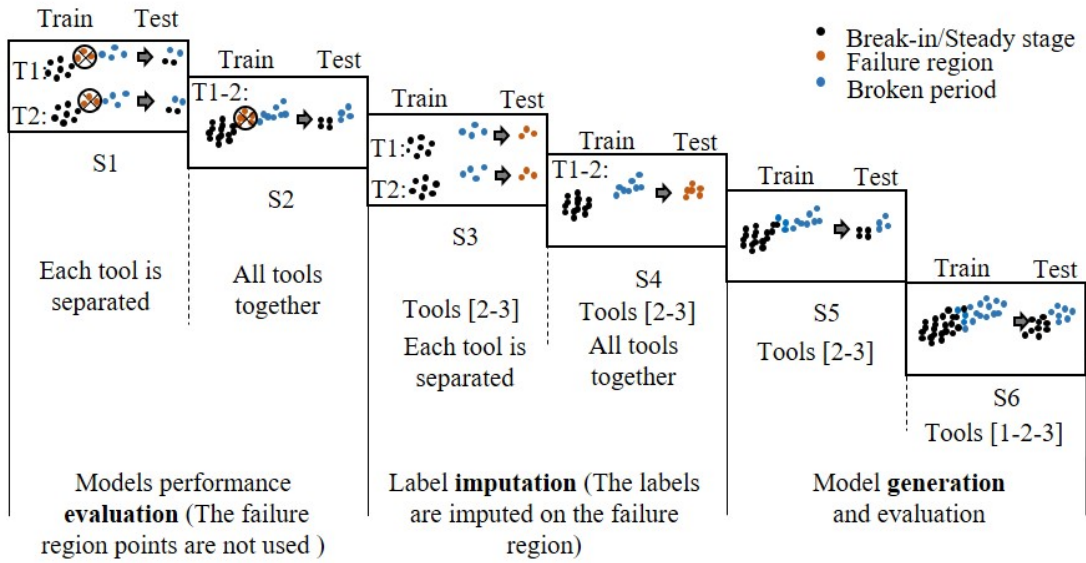 Train Test
T1:
T2:
S1
Each tool is
separated
Train Test
T1-2:
S2
All tools
together
Models performance
evaluation (The failure
region points are not used )
Train Test
T1:
T2:
S3
Tools [2-3]
Each tool is
separated
Train Test
T1-2:
S4
Tools [2-3]
All tools
together
Label imputation (The labels
are imputed on the failure
region)
Break-in/Steady stage
Failure region
Broken period
Train Test
S5
Tools [2-3]
Train Test
S6
Tools [1-2-3]
Model generation
and evaluation